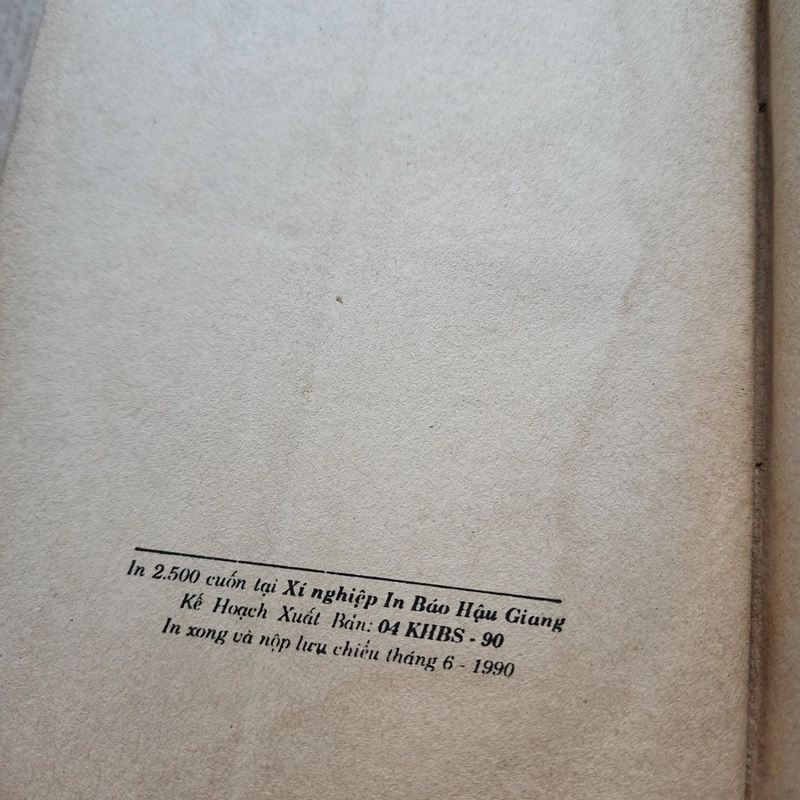 In 2.500 cuốn tại Xí nghiệp In Báo Hậu Giang
Kế Hoạch Xuất Bản: 04 KHBS - 90
In xong và nộp lưu chiếu tháng 6 - 1990